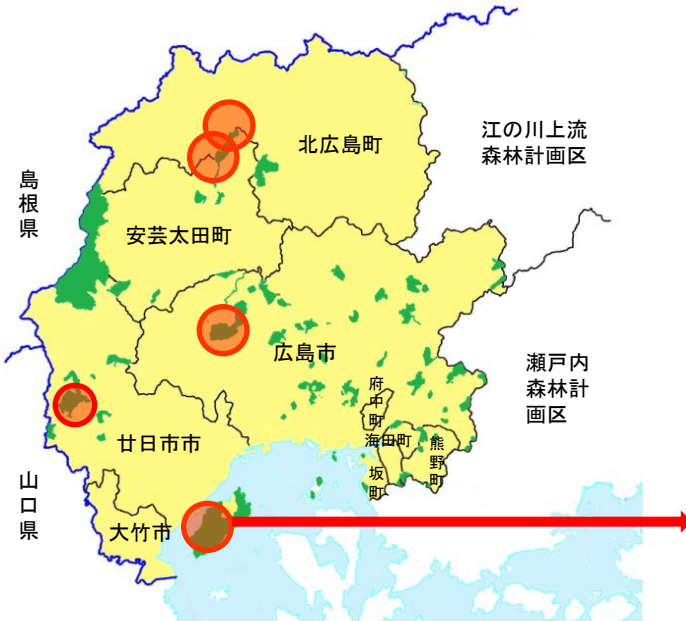 北広島町
江の川上流
森林計画区
島根県
安芸太田町
広島市
瀬戸内
森林計
画区
府中町
海田町
熊野町
坂町
廿日市市
山口県
大竹市